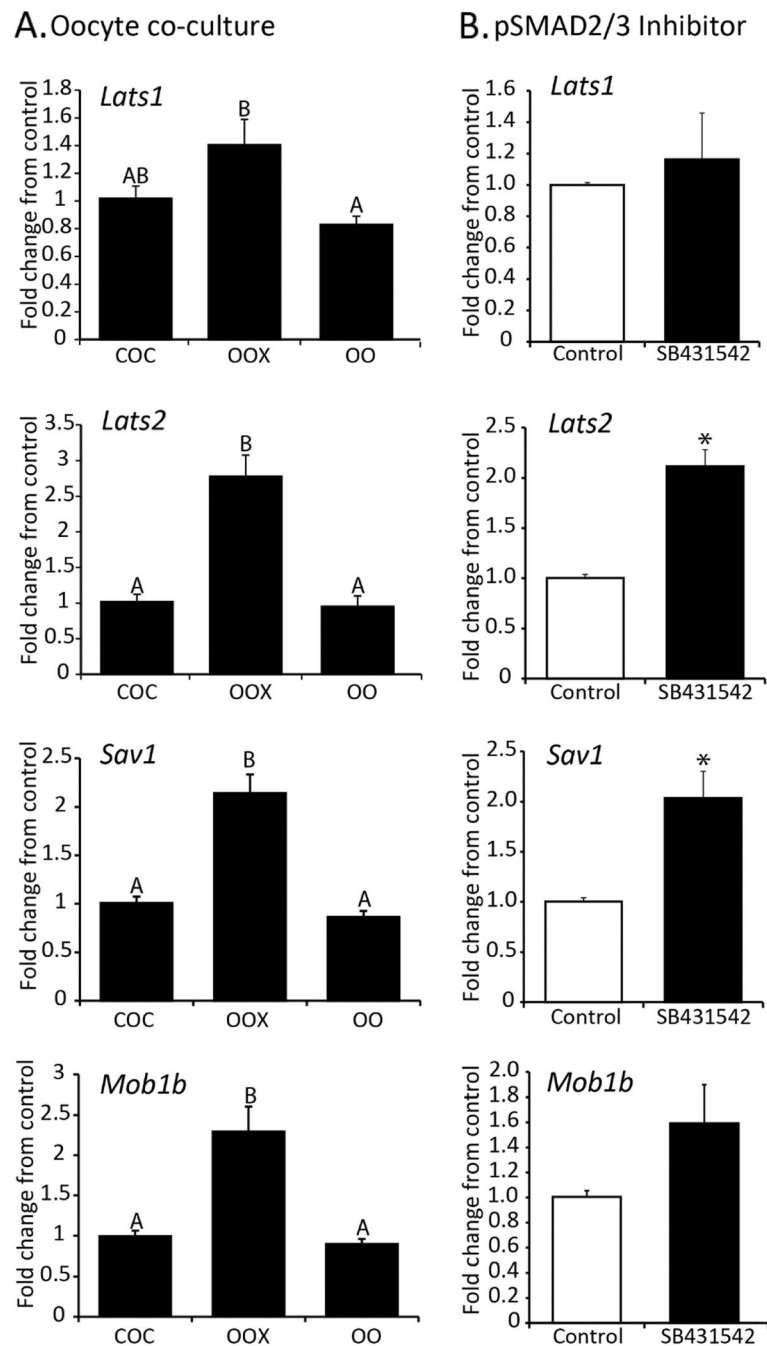 A. Oocyte co-culture
B. pSMAD2/3 Inhibitor
Lats1
Fold change from control
1.8
1.6
1.4
1.2
1
0.8
0.6
0.4
0.2
0
AB
B
A
COC OOX OO
Lats1
Fold change from control
1.6
1.4
1.2
1.0
0.8
0.6
0.4
0.2
0
Control SB431542
Lats2
Fold change from control
3.5
3
2.5
2
1.5
1
0.5
0
A
B
A
COC OOX OO
Lats2
Fold change from control
2.5
2.0
1.5
1.0
0.5
0
*
Control SB431542
Sav1
Fold change from control
2.5
2
1.5
1
0.5
0
A
B
A
COC OOX OO
Sav1
Fold change from control
2.5
2.0
1.5
1.0
0.5
0
*
Control SB431542
Mob1b
Fold change from control
3
2.5
2
1.5
1
0.5
0
A
B
A
COC OOX OO
Mob1b
Fold change from control
2.0
1.8
1.6
1.4
1.2
1.0
0.8
0.6
0.4
0.2
0
Control SB431542